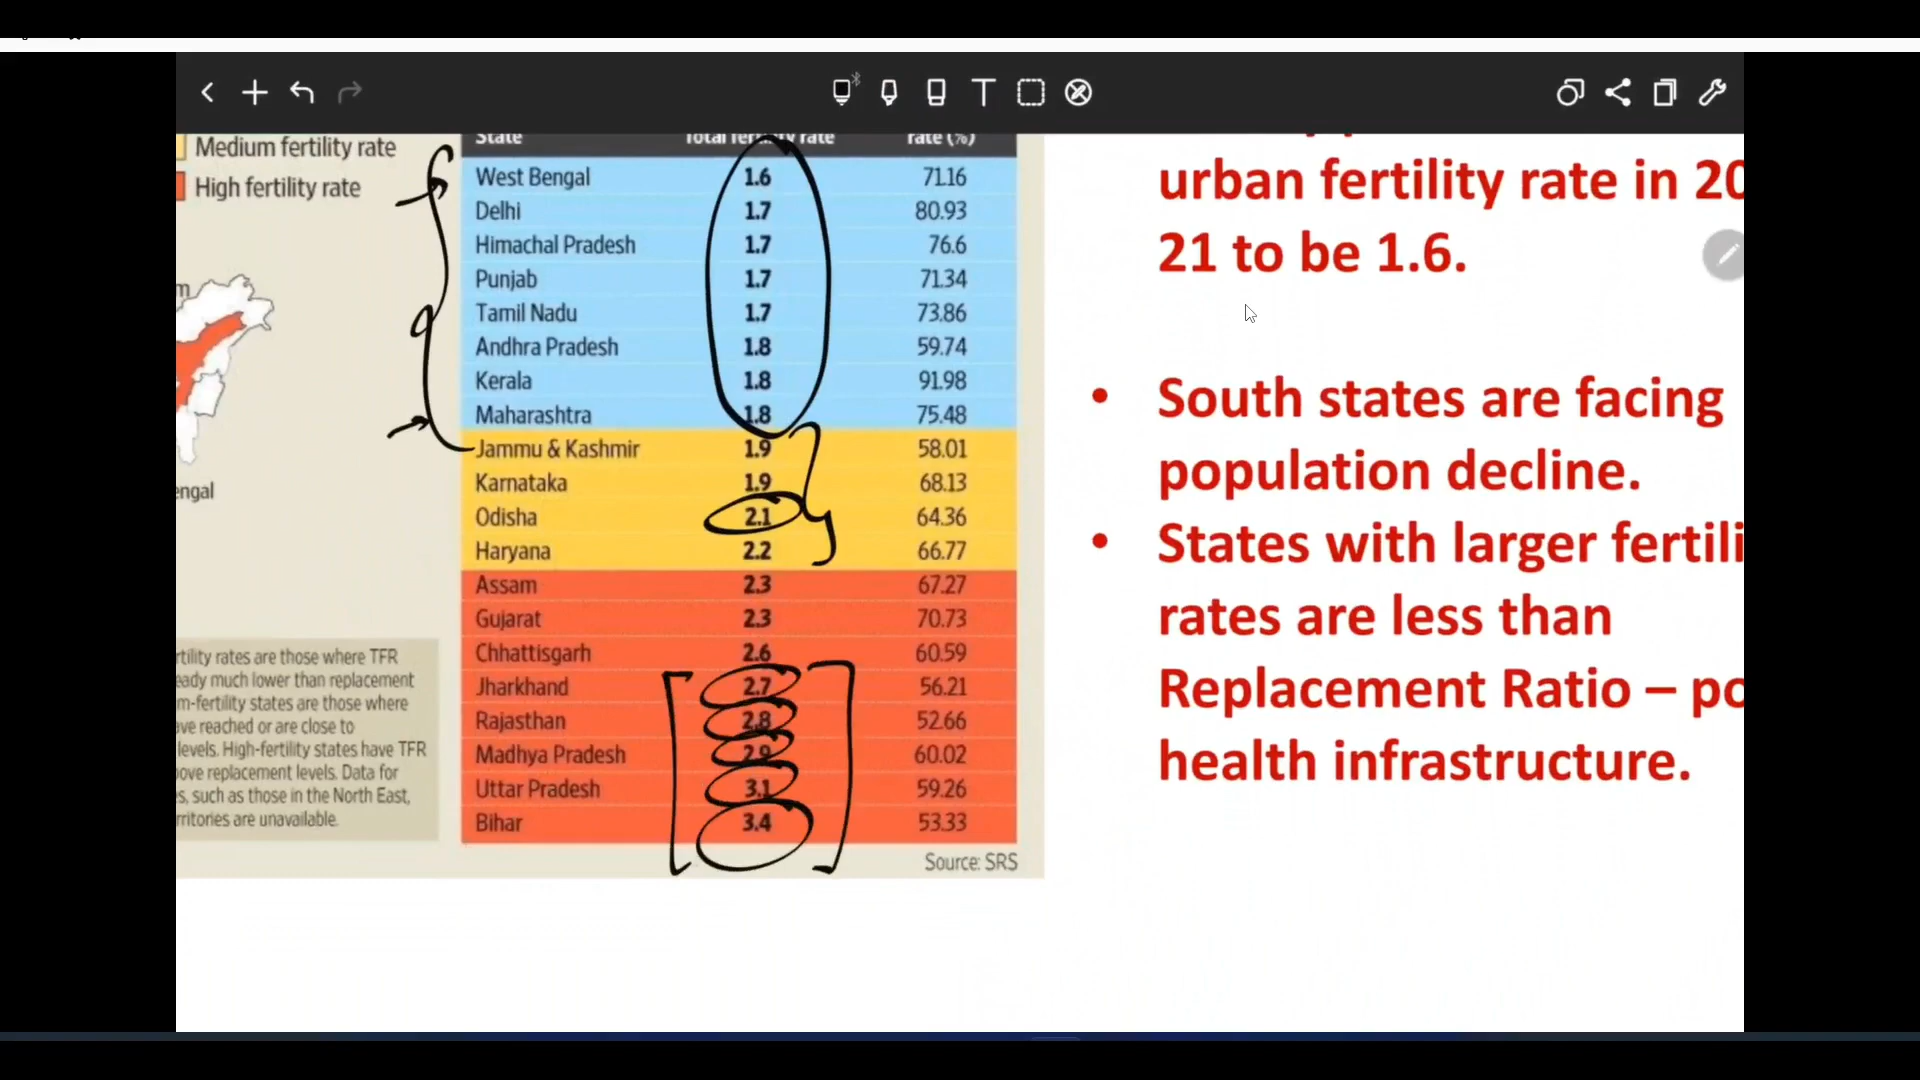 Medium fertility rate
High fertility rate
m
engal
rtility rates are those where TFR
eady much lower than replacement
m-fertility states are those where
ve reached or are close to
levels. High-fertility states have TFR
ove replacement levels. Data for
s, such as those in the North East,
rritories are unavailable.
State Total fertility rate rate (%)
West Bengal 1.6 71.16
Delhi 1.7 80.93
Himachal Pradesh 1.7 76.6
Punjab 1.7 71.34
Tamil Nadu 1.7 73.86
Andhra Pradesh 1.8 59.74
Kerala 1.8 91.98
Maharashtra 1.8 75.48
Jammu & Kashmir 1.9 58.01
Karnataka 1.9 68.13
Odisha 2.1 64.36
Haryana 2.2 66.77
Assam 2.3 67.27
Gujarat 2.3 70.73
Chhattisgarh 2.6 60.59
Jharkhand 2.7 56.21
Rajasthan 2.8 52.66
Madhya Pradesh 2.9 60.02
Uttar Pradesh 3.1 59.26
Bihar 3.4 53.33
Source: SRS
urban fertility rate in 20
21 to be 1.6.
• South states are facing
population decline.
• States with larger fertili
rates are less than
Replacement Ratio – po
health infrastructure.